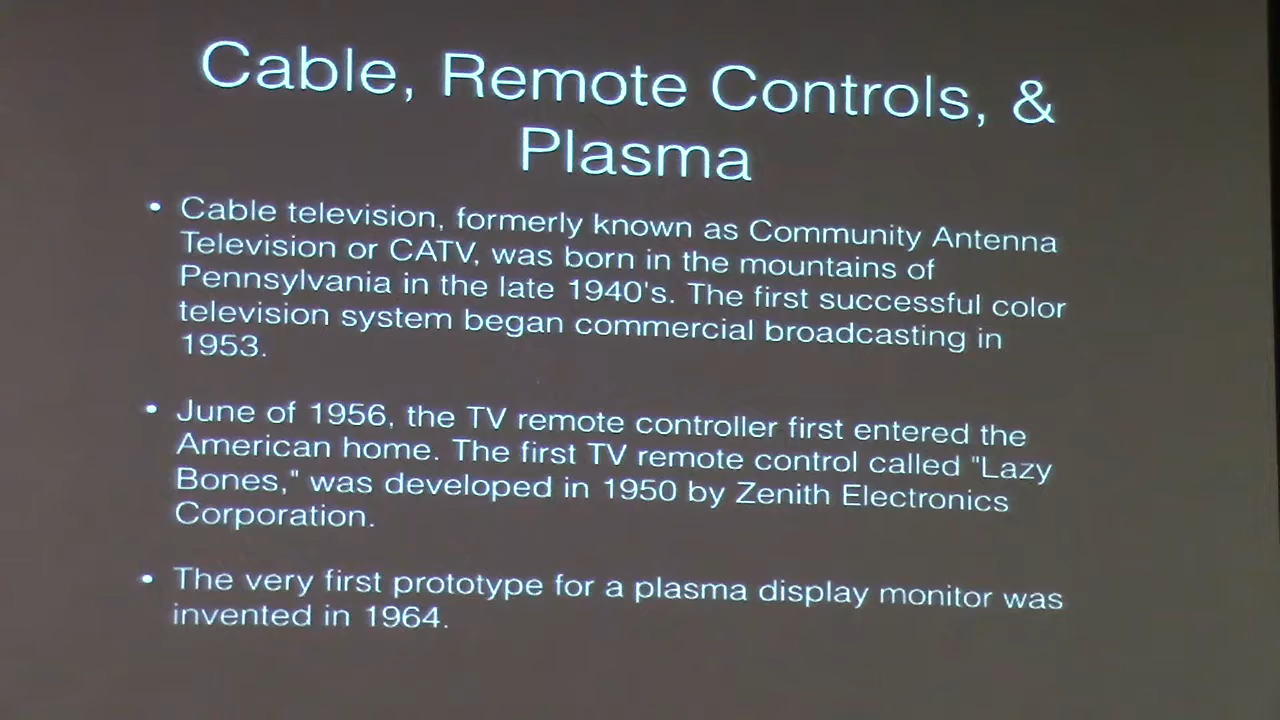 Cable, Remote Controls, &
Plasma
• Cable television, formerly known as Community Antenna
Television or CATV, was born in the mountains of
Pennsylvania in the late 1940's. The first successful color
television system began commercial broadcasting in
1953.
• June of 1956, the TV remote controller first entered the
American home. The first TV remote control called "Lazy
Bones," was developed in 1950 by Zenith Electronics
Corporation.
• The very first prototype for a plasma display monitor was
invented in 1964.